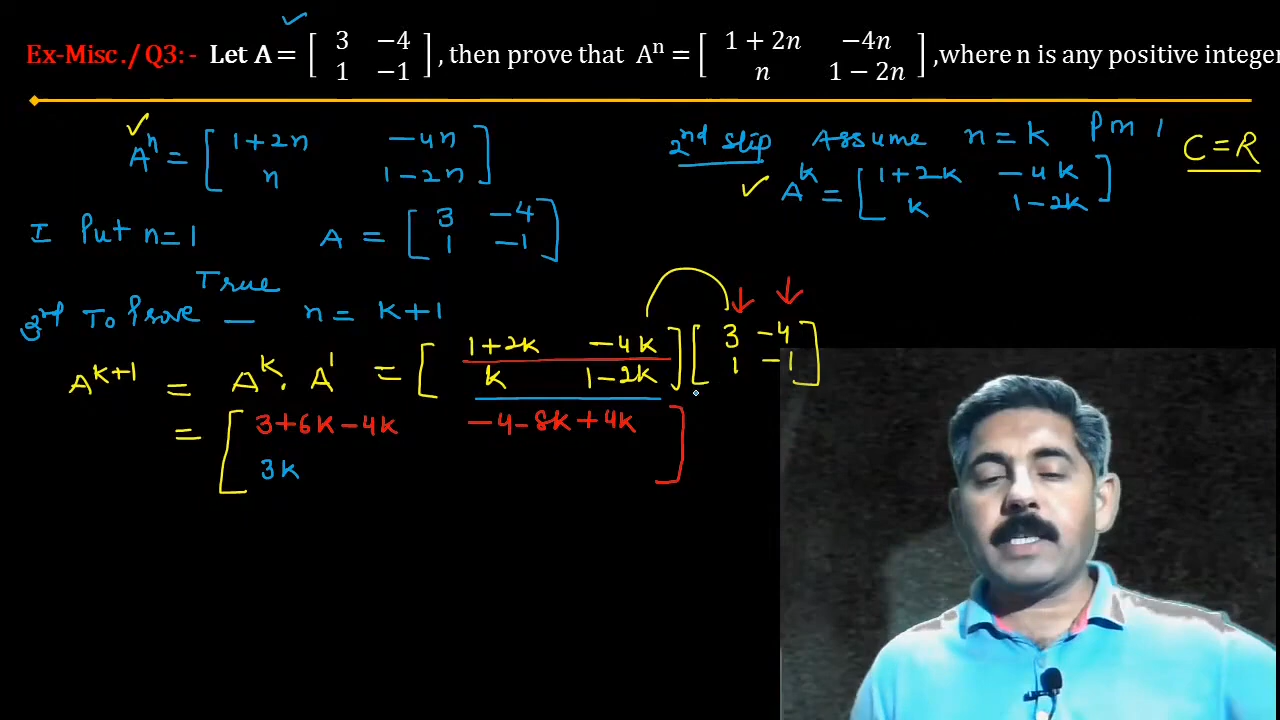 Ex-Misc./Q3:- Let A = [ 3 −4 ; 1 −1 ] , then prove that Aⁿ = [ 1 + 2n −4n ; n 1 − 2n ] ,where n is any positive integer
Aⁿ = [ 1+2n −4n ; n 1−2n ]
I Put n=1 A = [ 3 −4 ; 1 −1 ]
True
2nd Step Assume n = k
Aᵏ = [ 1+2k −4k ; k 1−2k ]
C = R
3rd To Prove — n = k+1
Aᵏ⁺¹ = Aᵏ. A¹ = [ 1+2k −4k ; k 1−2k ] [ 3 −4 ; 1 −1 ]
= [ 3+6k−4k −4−8k+4k ; 3k ]